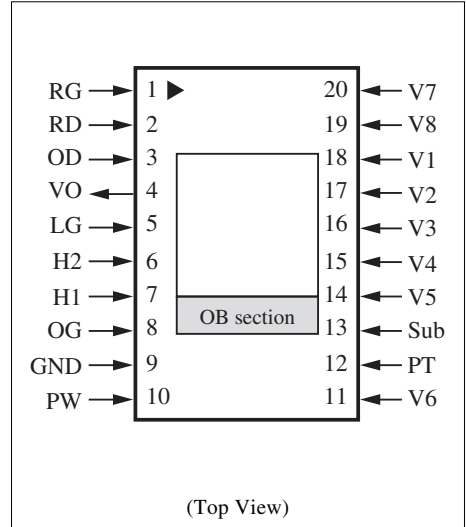 RG 1 20 V7
RD 2 19 V8
OD 3 18 V1
VO 4 17 V2
LG 5 16 V3
H2 6 15 V4
H1 7 14 V5
OG 8 OB section 13 Sub
GND 9 12 PT
PW 10 11 V6
(Top View)